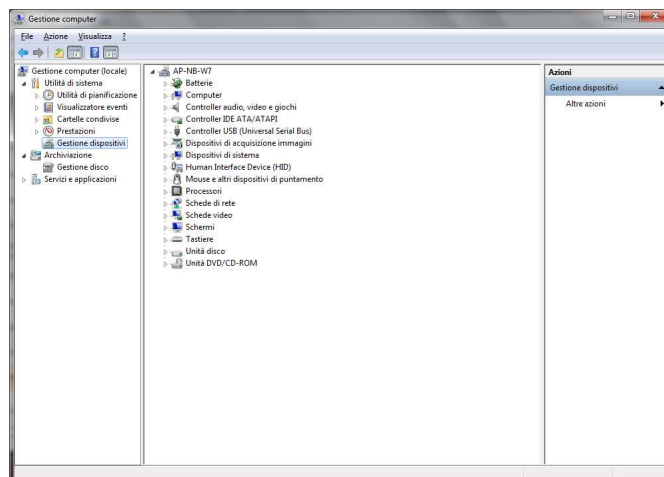 Gestione computer
File Azione Visualizza ?
Gestione computer (locale)
Utilità di sistema
Utilità di pianificazione
Visualizzatore eventi
Cartelle condivise
Prestazioni
Gestione dispositivi
Archiviazione
Gestione disco
Servizi e applicazioni
AP-NB-W7
Batterie
Computer
Controller audio, video e giochi
Controller IDE ATA/ATAPI
Controller USB (Universal Serial Bus)
Dispositivi di acquisizione immagini
Dispositivi di sistema
Human Interface Device (HID)
Mouse e altri dispositivi di puntamento
Processori
Schede di rete
Schede video
Schermi
Tastiere
Unità disco
Unità DVD/CD-ROM
Azioni
Gestione dispositivi
Altre azioni